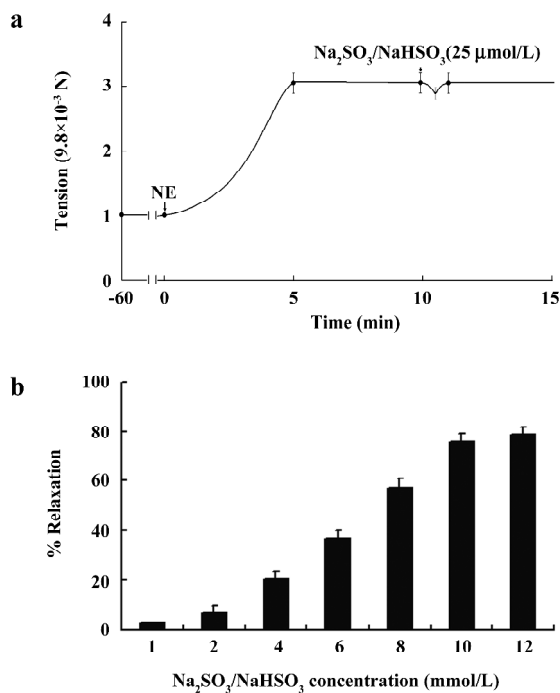 a
4
Na₂SO₃/NaHSO₃(25 μmol/L)
3
Tension (9.8×10⁻³ N)
2
NE
1
0
-60 0 5 10 15
Time (min)
b
100
80
% Relaxation
60
40
20
0
1 2 4 6 8 10 12
Na₂SO₃/NaHSO₃ concentration (mmol/L)